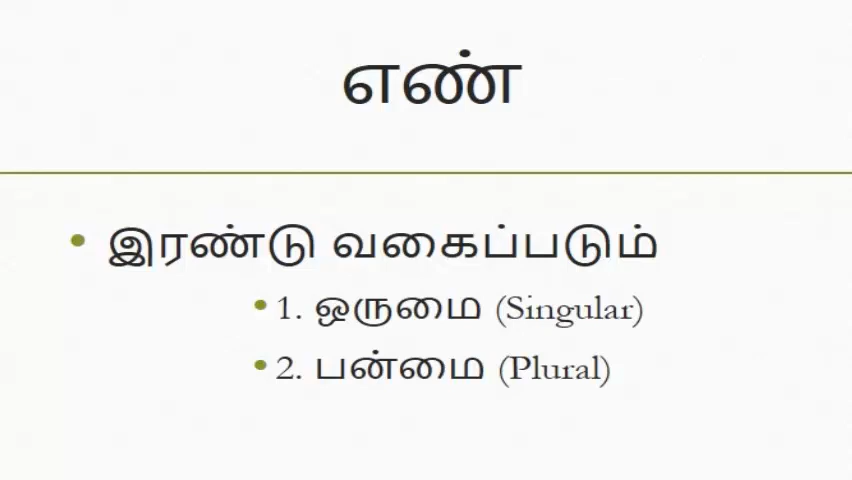 எண்
• இரண்டு வகைப்படும்
• 1. ஒருமை (Singular)
• 2. பன்மை (Plural)